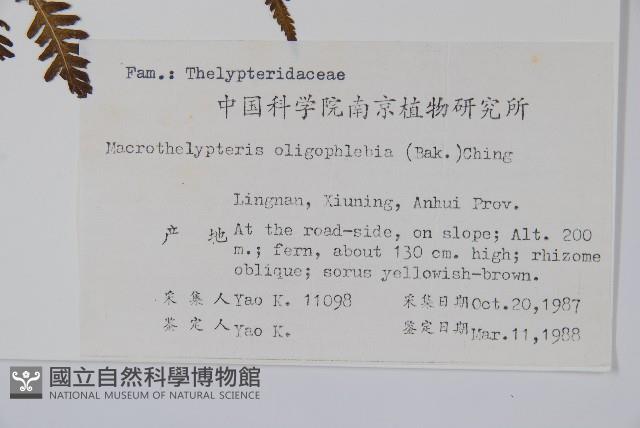 Fam.: Thelypteridaceae
中国科学院南京植物研究所
Macrothelypteris oligophlebia (Bak.)Ching
Lingnan, Xiuning, Anhui Prov.
产 地 At the road-side, on slope; Alt. 200
m.; fern, about 130 cm. high; rhizome
oblique; sorus yellowish-brown.
采 集 人 Yao K. 11098 采集日期 Oct.20,1987
鉴 定 人 Yao K. 鉴定日期 Mar.11,1988
國立自然科學博物館
NATIONAL MUSEUM OF NATURAL SCIENCE